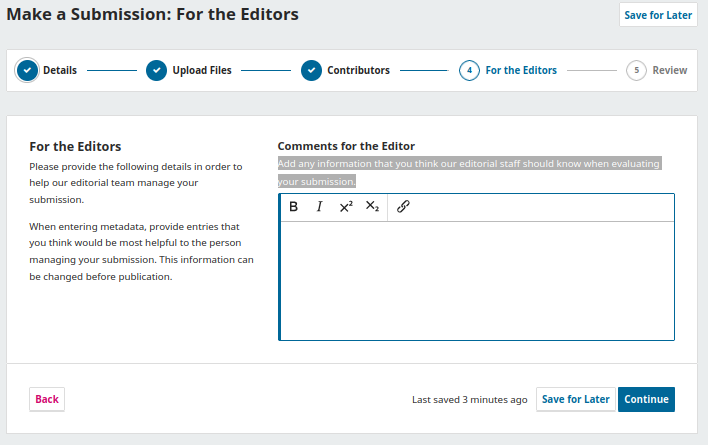 Make a Submission: For the Editors
Save for Later
Details
Upload Files
Contributors
4 For the Editors
5 Review
For the Editors
Please provide the following details in order to
help our editorial team manage your
submission.
When entering metadata, provide entries that
you think would be most helpful to the person
managing your submission. This information can
be changed before publication.
Comments for the Editor
Add any information that you think our editorial staff should know when evaluating
your submission.
B I X² X₂
Back
Last saved 3 minutes ago
Save for Later
Continue